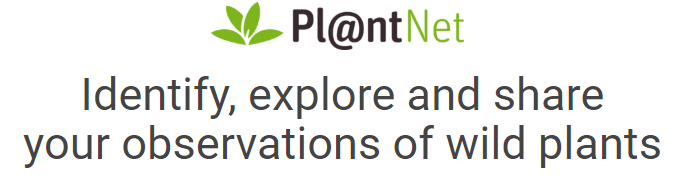 Pl@ntNet
Identify, explore and share
your observations of wild plants